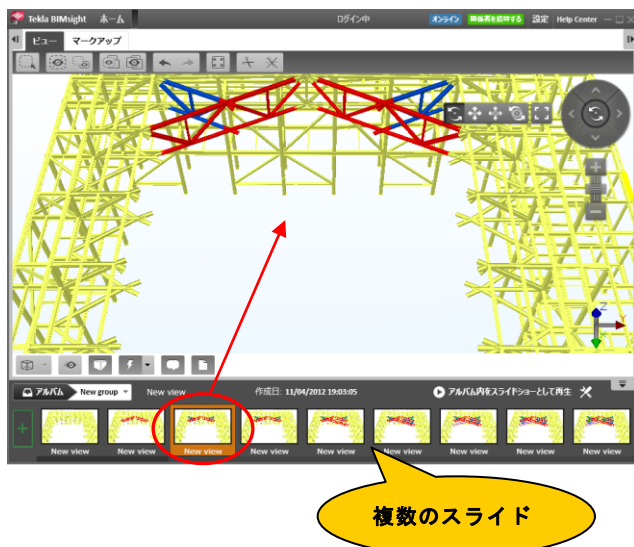 Tekla BIMsight ホーム ログイン中 オンライン 関係者を招待する 設定 Help Center
ビュー マークアップ
Z
Y
アルバム New group New view 作成日: 11/04/2012 19:03:05 アルバム内をスライドショーとして再生
New view New view New view New view New view New view New view New view
複数のスライド